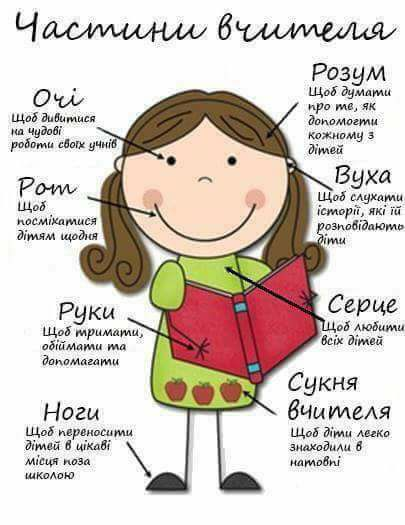 Частини вчителя
Розум
Щоб думати
про те, як
допомогти
кожному з
дітей
Очі
Щоб дивитися
на чудові
роботи своїх учнів
Вуха
Щоб слухати
історії, які їй
розповідають
діти
Рот
Щоб
посміхатися
дітям щодня
Руки
Щоб тримати,
обіймати та
допомагати
Серце
Щоб любити
всіх дітей
Сукня
вчителя
Щоб діти легко
знаходили в
натовпі
Ноги
Щоб переносити
дітей в цікаві
місця поза
школою